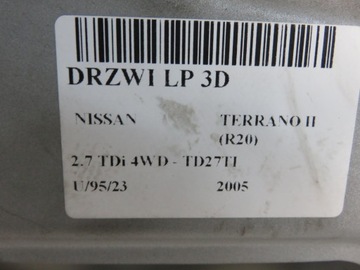 DRZWI LP 3D
NISSAN TERRANO II
(R20)
2.7 TDi 4WD - TD27TI
U/95/23 2005